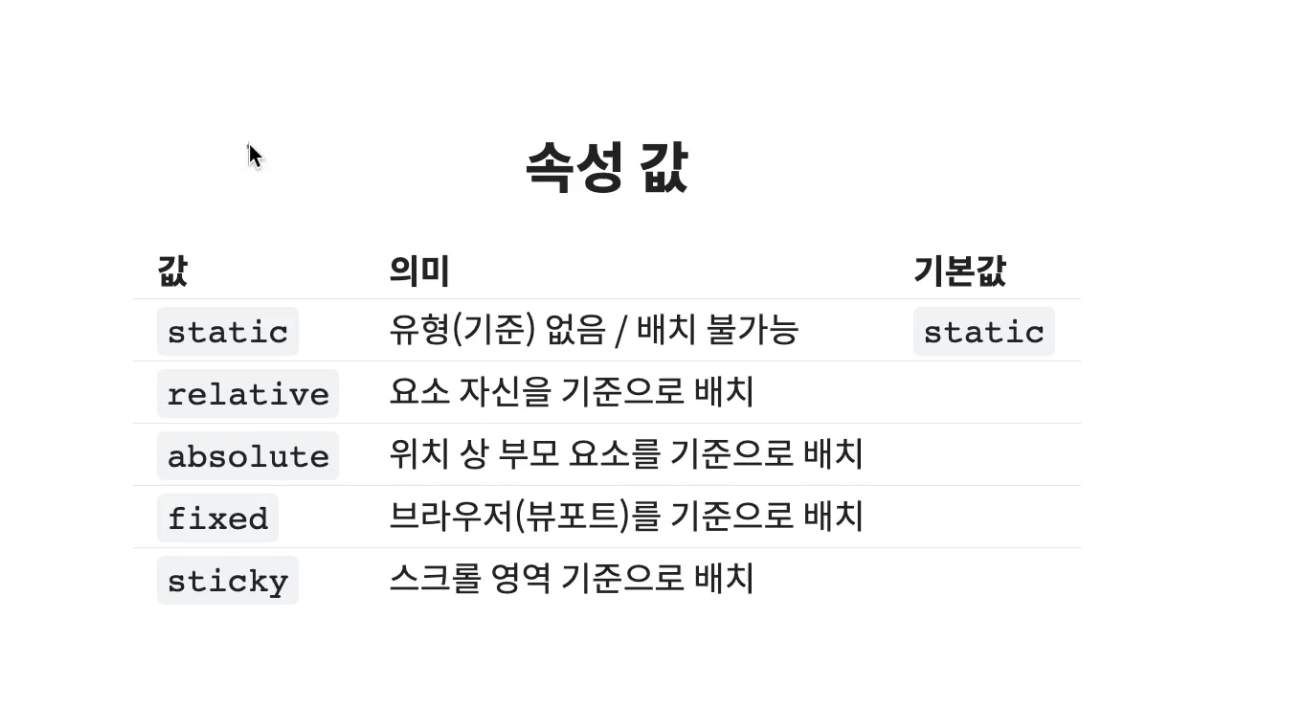 속성 값
값 의미 기본값
static 유형(기준) 없음 / 배치 불가능 static
relative 요소 자신을 기준으로 배치
absolute 위치 상 부모 요소를 기준으로 배치
fixed 브라우저(뷰포트)를 기준으로 배치
sticky 스크롤 영역 기준으로 배치